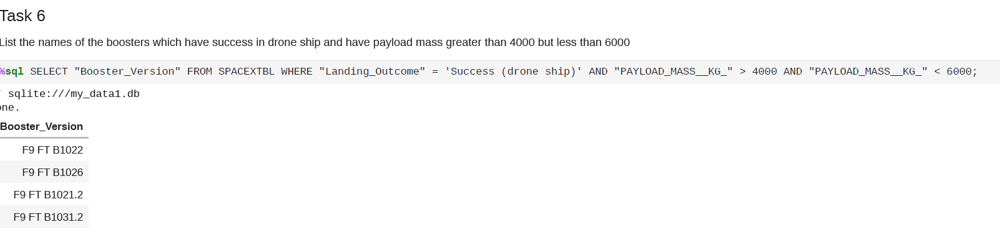 Task 6
List the names of the boosters which have success in drone ship and have payload mass greater than 4000 but less than 6000
%sql SELECT "Booster_Version" FROM SPACEXTBL WHERE "Landing_Outcome" = 'Success (drone ship)' AND "PAYLOAD_MASS__KG_" > 4000 AND "PAYLOAD_MASS__KG_" < 6000;
sqlite:///my_data1.db
one.
Booster_Version
F9 FT B1022
F9 FT B1026
F9 FT B1021.2
F9 FT B1031.2